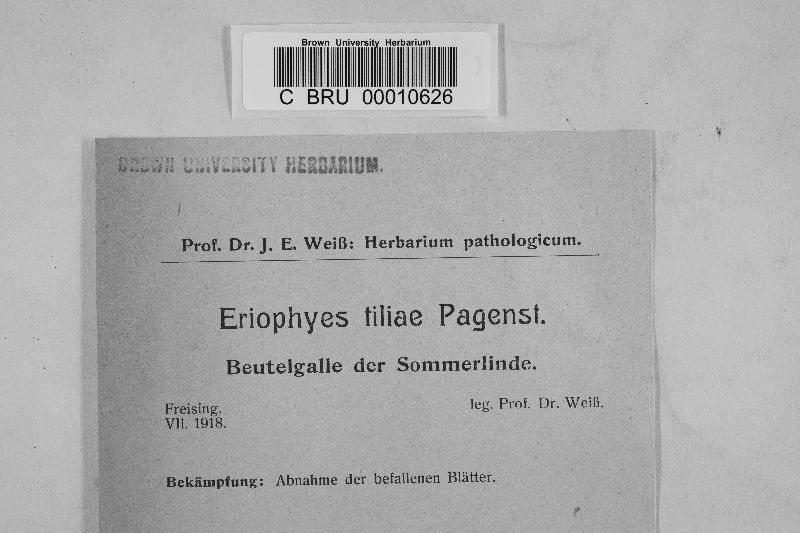 Brown University Herbarium
C BRU 00010626
BROWN UNIVERSITY HERBARIUM.
Prof. Dr. J. E. Weiß: Herbarium pathologicum.
Eriophyes tiliae Pagenst.
Beutelgalle der Sommerlinde.
Freising.
leg. Prof. Dr. Weiß.
VII. 1918.
Bekämpfung: Abnahme der befallenen Blätter.